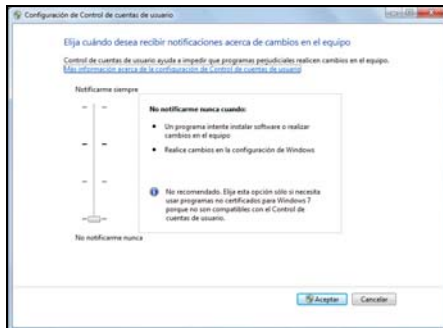 Configuración de Control de cuentas de usuario
Elija cuándo desea recibir notificaciones acerca de cambios en el equipo
Control de cuentas de usuario ayuda a impedir que programas perjudiciales realicen cambios en el equipo.
Más información acerca de la configuración de Control de cuentas de usuario
Notificarme siempre
No notificarme nunca cuando:
• Un programa intenta instalar software o realizar
cambios en el equipo
• Realice cambios en la configuración de Windows
No recomendado. Elija esta opción sólo si necesita
usar programas no certificados para Windows 7
porque no son compatibles con el Control de
cuentas de usuario.
No notificarme nunca
Aceptar
Cancelar